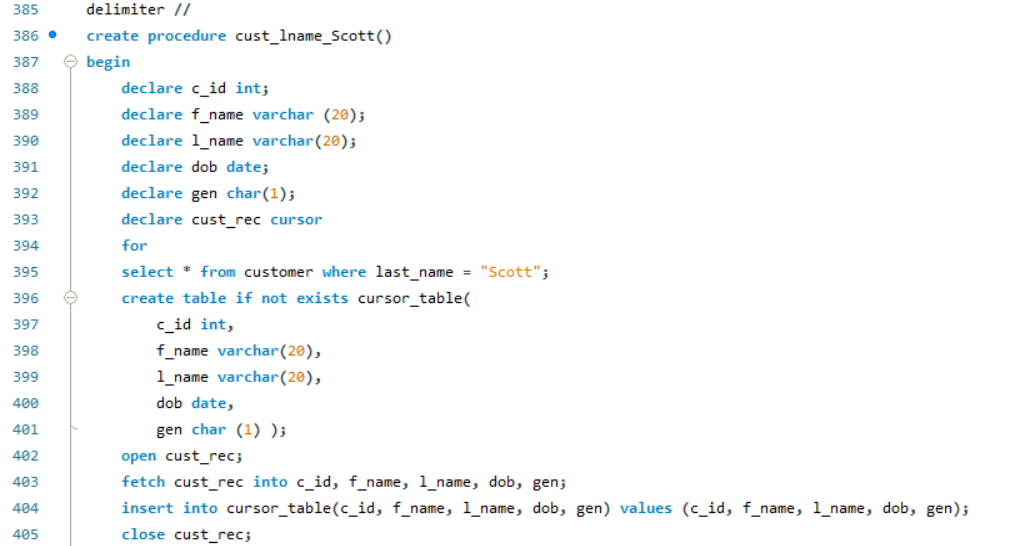 385 delimiter //
386 create procedure cust_lname_Scott()
387 begin
388 declare c_id int;
389 declare f_name varchar (20);
390 declare l_name varchar(20);
391 declare dob date;
392 declare gen char(1);
393 declare cust_rec cursor
394 for
395 select * from customer where last_name = "Scott";
396 create table if not exists cursor_table(
397 c_id int,
398 f_name varchar(20),
399 l_name varchar(20),
400 dob date,
401 gen char (1) );
402 open cust_rec;
403 fetch cust_rec into c_id, f_name, l_name, dob, gen;
404 insert into cursor_table(c_id, f_name, l_name, dob, gen) values (c_id, f_name, l_name, dob, gen);
405 close cust_rec;